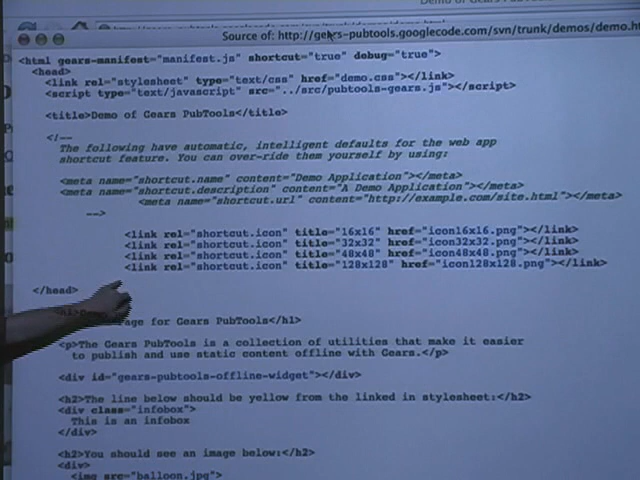 Source of: http://gears-pubtools.googlecode.com/svn/trunk/demos/demo.ht
<html gears-manifest="manifest.js" shortcut="true" debug="true">
<head>
<link rel="stylesheet" type="text/css" href="demo.css"></link>
<script type="text/javascript" src="../src/pubtools-gears.js"></script>
<title>Demo of Gears PubTools</title>
<!--
The following have automatic, intelligent defaults for the web app
shortcut feature. You can over-ride them yourself by using:
<meta name="shortcut.name" content="Demo Application"></meta>
<meta name="shortcut.description" content="A Demo Application"></meta>
<meta name="shortcut.url" content="http://example.com/site.html"></meta>
-->
<link rel="shortcut.icon" title="16x16" href="icon16x16.png"></link>
<link rel="shortcut.icon" title="32x32" href="icon32x32.png"></link>
<link rel="shortcut.icon" title="48x48" href="icon48x48.png"></link>
<link rel="shortcut.icon" title="128x128" href="icon128x128.png"></link>
</head>
Page for Gears PubTools</h1>
<p>The Gears PubTools is a collection of utilities that make it easier
to publish and use static content offline with Gears.</p>
<div id="gears-pubtools-offline-widget"></div>
<h2>The line below should be yellow from the linked in stylesheet:</h2>
<div class="infobox">
This is an infobox
</div>
<h2>You should see an image below:</h2>
<div>
<img src="balloon.jpg">